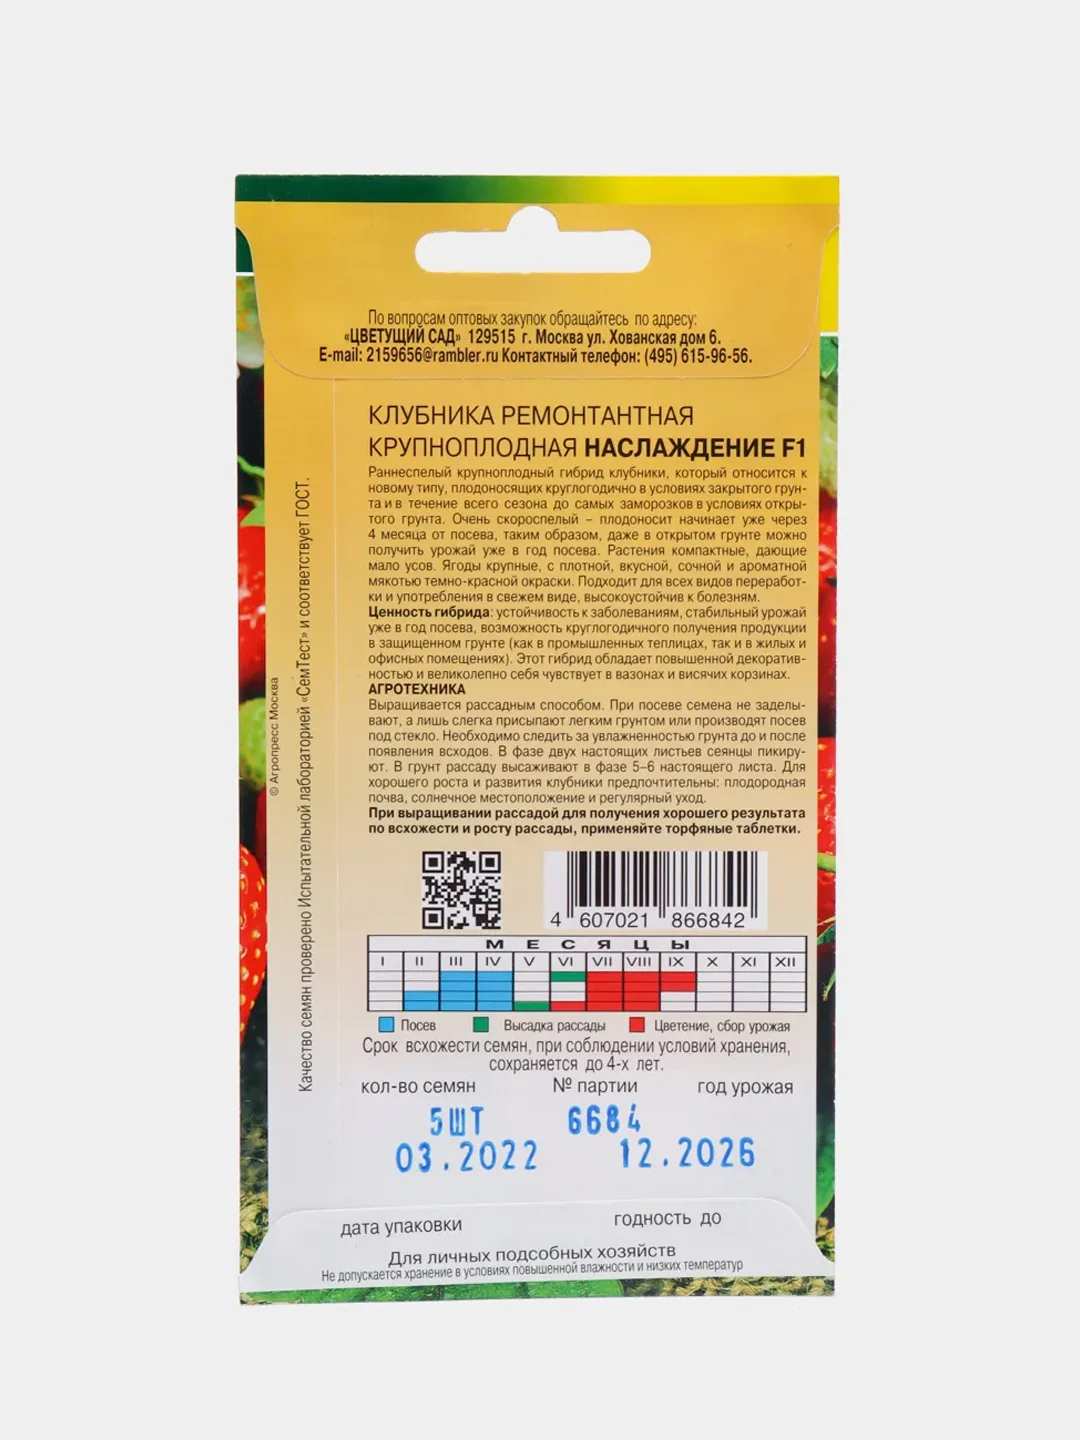 По вопросам оптовых закупок обращайтесь по адресу:
«ЦВЕТУЩИЙ САД» 129515 г. Москва ул. Хованская дом 6.
E-mail: 2159656@rambler.ru Контактный телефон: (495) 615-96-56.
КЛУБНИКА РЕМОНТАНТНАЯ
КРУПНОПЛОДНАЯ НАСЛАЖДЕНИЕ F1
Раннеспелый крупноплодный гибрид клубники, который относится к
новому типу, плодоносящих круглогодично в условиях закрытого грун-
та и в течение всего сезона до самых заморозков в условиях откры-
того грунта. Очень скороспелый – плодоносит начинает уже через
4 месяца от посева, таким образом, даже в открытом грунте можно
получить урожай уже в год посева. Растения компактные, дающие
мало усов. Ягоды крупные, с плотной, вкусной, сочной и ароматной
мякотью темно-красной окраски. Подходит для всех видов переработ-
ки и употребления в свежем виде, высокоустойчив к болезням.
Ценность гибрида: устойчивость к заболеваниям, стабильный урожай
уже в год посева, возможность круглогодичного получения продукции
в защищенном грунте (как в промышленных теплицах, так и в жилых и
офисных помещениях). Этот гибрид обладает повышенной декоратив-
ностью и великолепно себя чувствует в вазонах и висячих корзинах.
АГРОТЕХНИКА
Выращивается рассадным способом. При посеве семена не заделы-
вают, а лишь слегка присыпают легким грунтом или производят посев
под стекло. Необходимо следить за увлажненностью грунта до и после
появления всходов. В фазе двух настоящих листьев сеянцы пикиру-
ют. В грунт рассаду высаживают в фазе 5–6 настоящего листа. Для
хорошего роста и развития клубники предпочтительны: плодородная
почва, солнечное местоположение и регулярный уход.
При выращивании рассадой для получения хорошего результата
по всхожести и росту рассады, применяйте торфяные таблетки.
© Агропресс Москва
Качество семян проверено Испытательной лабораторией «СемТест» и соответствует ГОСТ.
4 607021 866842
МЕСЯЦЫ
I II III IV V VI VII VIII IX X XI XII
Посев Высадка рассады Цветение, сбор урожая
Срок всхожести семян, при соблюдении условий хранения,
сохраняется до 4-х лет.
кол-во семян № партии год урожая
5ШТ 6684
03.2022 12.2026
дата упаковки годность до
Для личных подсобных хозяйств
Не допускается хранение в условиях повышенной влажности и низких температур